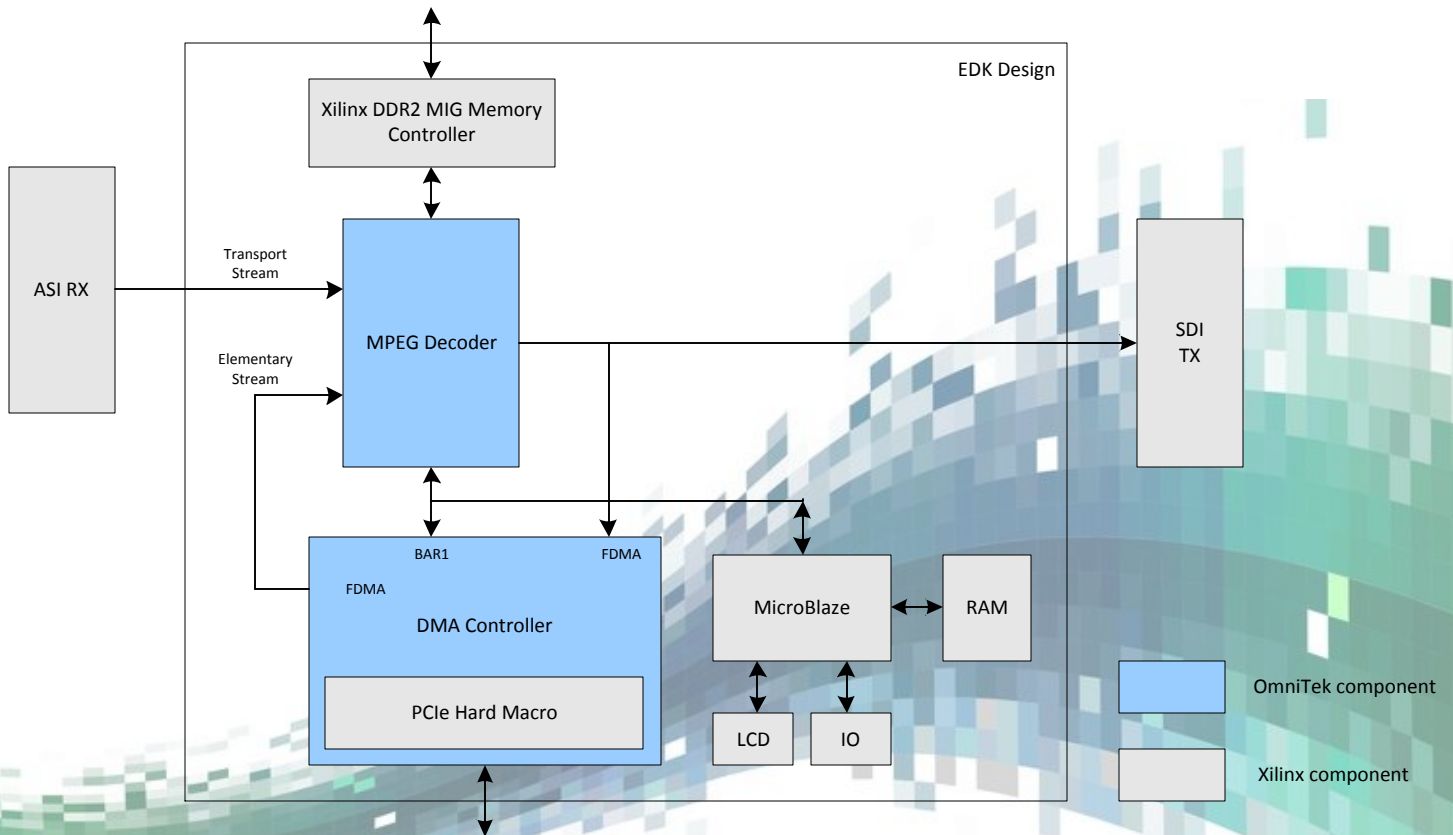 EDK Design
Xilinx DDR2 MIG Memory
Controller
ASI RX
Transport
Stream
MPEG Decoder
SDI
TX
Elementary
Stream
BAR1
FDMA
FDMA
DMA Controller
PCIe Hard Macro
MicroBlaze
RAM
LCD
IO
OmniTek component
Xilinx component